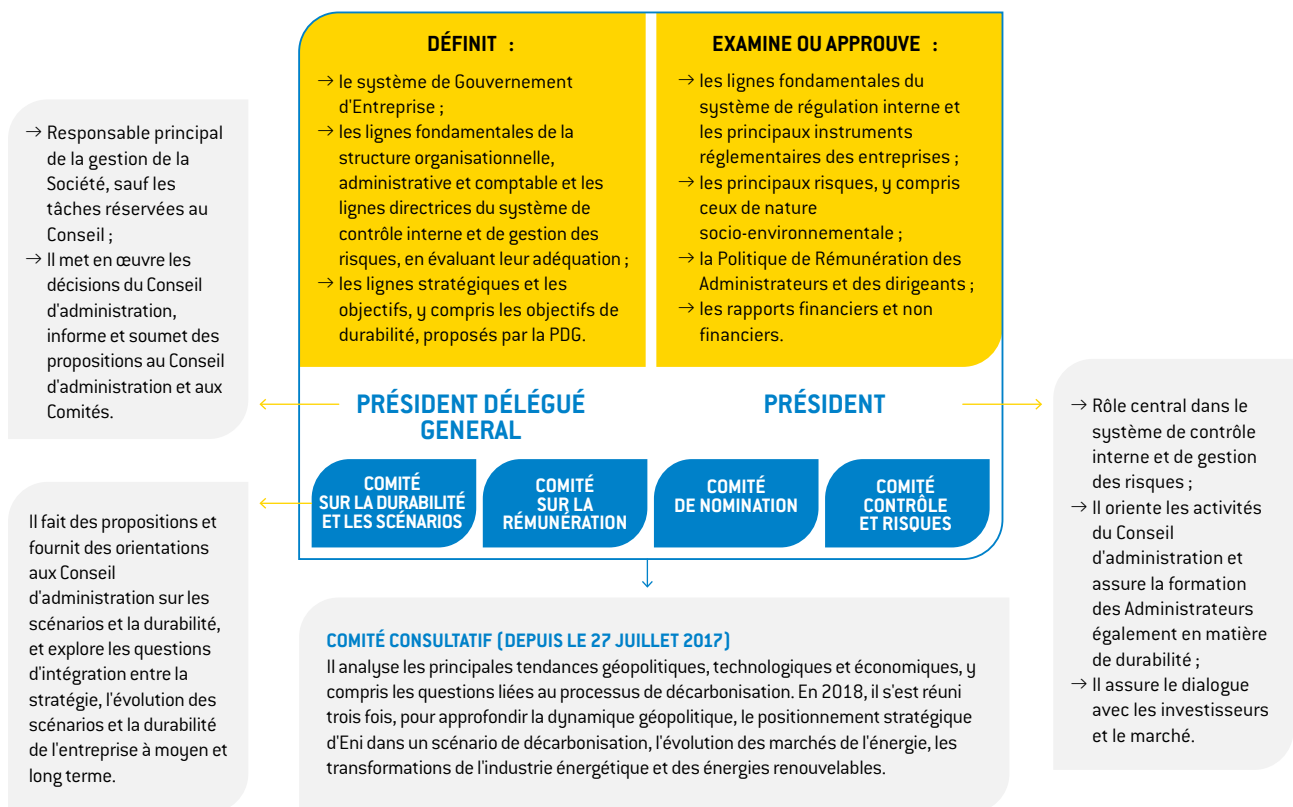 DÉFINIT :
→ le système de Gouvernement
d'Entreprise ;
→ les lignes fondamentales de la
structure organisationnelle,
administrative et comptable et les
lignes directrices du système de
contrôle interne et de gestion des
risques, en évaluant leur adéquation ;
→ les lignes stratégiques et les
objectifs, y compris les objectifs de
durabilité, proposés par la PDG.
EXAMINE OU APPROUVE :
→ les lignes fondamentales du
système de régulation interne et
les principaux instruments
réglementaires des entreprises ;
→ les principaux risques, y compris
ceux de nature
socio-environnementale ;
→ la Politique de Rémunération des
Administrateurs et des dirigeants ;
→ les rapports financiers et non
financiers.
→ Responsable principal
de la gestion de la
Société, sauf les
tâches réservées au
Conseil ;
→ Il met en œuvre les
décisions du Conseil
d'administration,
informe et soumet des
propositions au Conseil
d'administration et aux
Comités.
PRÉSIDENT DÉLÉGUÉ
GENERAL
PRÉSIDENT
→ Rôle central dans le
système de contrôle
interne et de gestion
des risques ;
→ Il oriente les activités
du Conseil
d'administration et
assure la formation
des Administrateurs
également en matière
de durabilité ;
→ Il assure le dialogue
avec les investisseurs
et le marché.
COMITÉ
SUR LA DURABILITÉ
ET LES SCÉNARIOS
COMITÉ
SUR LA
RÉMUNÉRATION
COMITÉ
DE NOMINATION
COMITÉ
CONTRÔLE
ET RISQUES
Il fait des propositions et
fournit des orientations
aux Conseil
d'administration sur les
scénarios et la durabilité,
et explore les questions
d'intégration entre la
stratégie, l'évolution des
scénarios et la durabilité
de l'entreprise à moyen et
long terme.
COMITÉ CONSULTATIF (DEPUIS LE 27 JUILLET 2017)
Il analyse les principales tendances géopolitiques, technologiques et économiques, y
compris les questions liées au processus de décarbonisation. En 2018, il s'est réuni
trois fois, pour approfondir la dynamique géopolitique, le positionnement stratégique
d'Eni dans un scénario de décarbonisation, l'évolution des marchés de l'énergie, les
transformations de l'industrie énergétique et des énergies renouvelables.